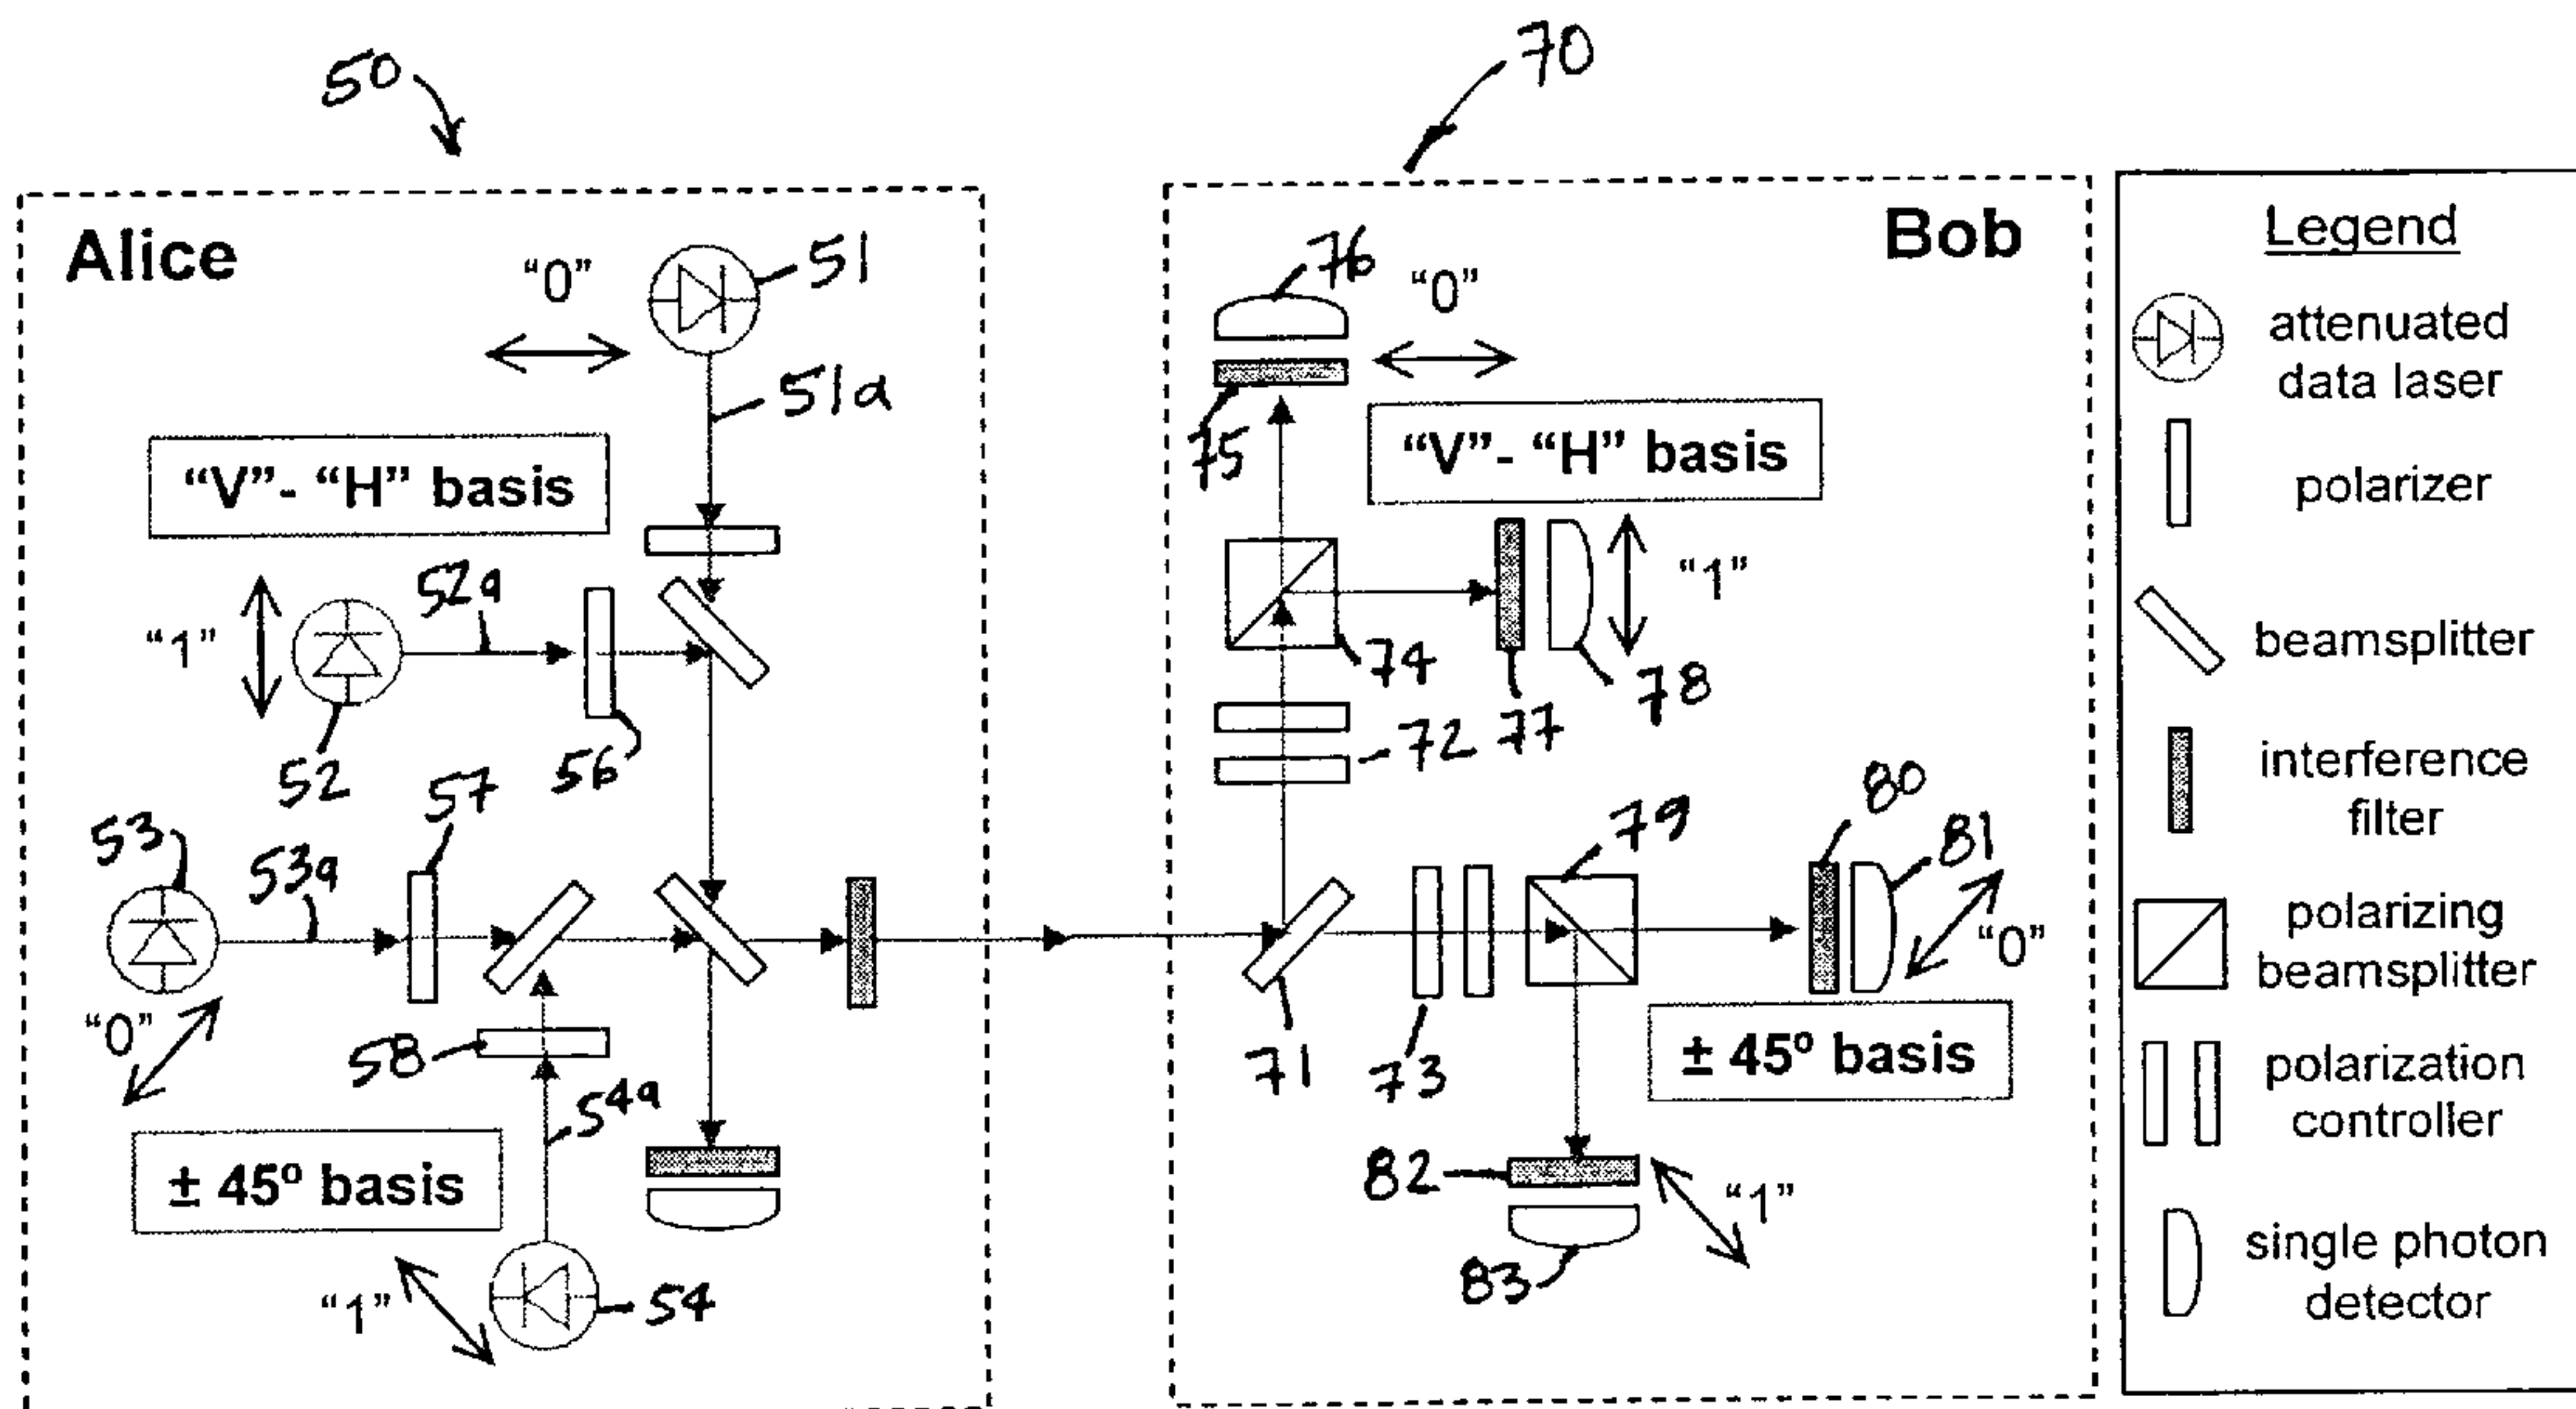 50
70
Alice
"0"
51
51a
"V"- "H" basis
"1"
52
52a
56
53
53a
57
"0"
58
54a
± 45º basis
"1"
54
Bob
76
"0"
75
"V"- "H" basis
"1"
74
77
78
72
79
80
81
"0"
71
73
± 45º basis
82
"1"
83
Legend
attenuated
data laser
polarizer
beamsplitter
interference
filter
polarizing
beamsplitter
polarization
controller
single photon
detector